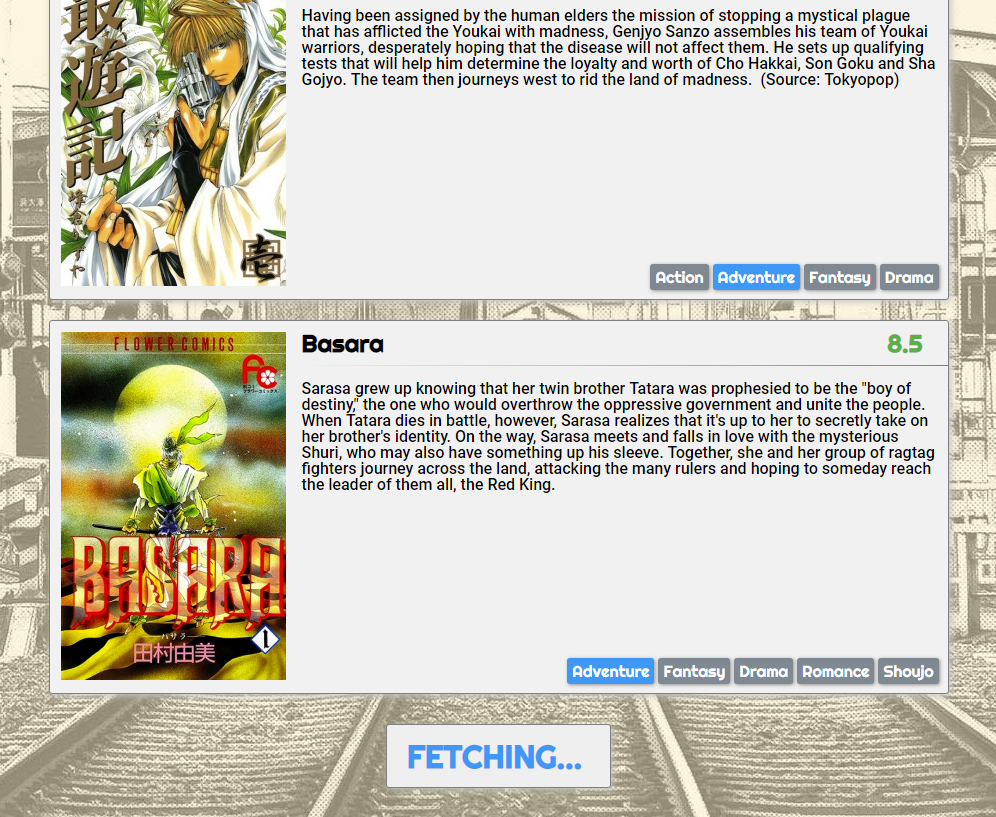 最遊記
Having been assigned by the human elders the mission of stopping a mystical plague
that has afflicted the Youkai with madness, Genjyo Sanzo assembles his team of Youkai
warriors, desperately hoping that the disease will not affect them. He sets up qualifying
tests that will help him determine the loyalty and worth of Cho Hakkai, Son Goku and Sha
Gojyo. The team then journeys west to rid the land of madness.  (Source: Tokyopop)
壱
Action
Adventure
Fantasy
Drama
FLOWER COMICS
FC
BASARA
バサラ
1
田村由美
Basara
8.5
Sarasa grew up knowing that her twin brother Tatara was prophesied to be the "boy of
destiny," the one who would overthrow the oppressive government and unite the people.
When Tatara dies in battle, however, Sarasa realizes that it's up to her to secretly take on
her brother's identity. On the way, Sarasa meets and falls in love with the mysterious
Shuri, who may also have something up his sleeve. Together, she and her group of ragtag
fighters journey across the land, attacking the many rulers and hoping to someday reach
the leader of them all, the Red King.
Adventure
Fantasy
Drama
Romance
Shoujo
FETCHING...